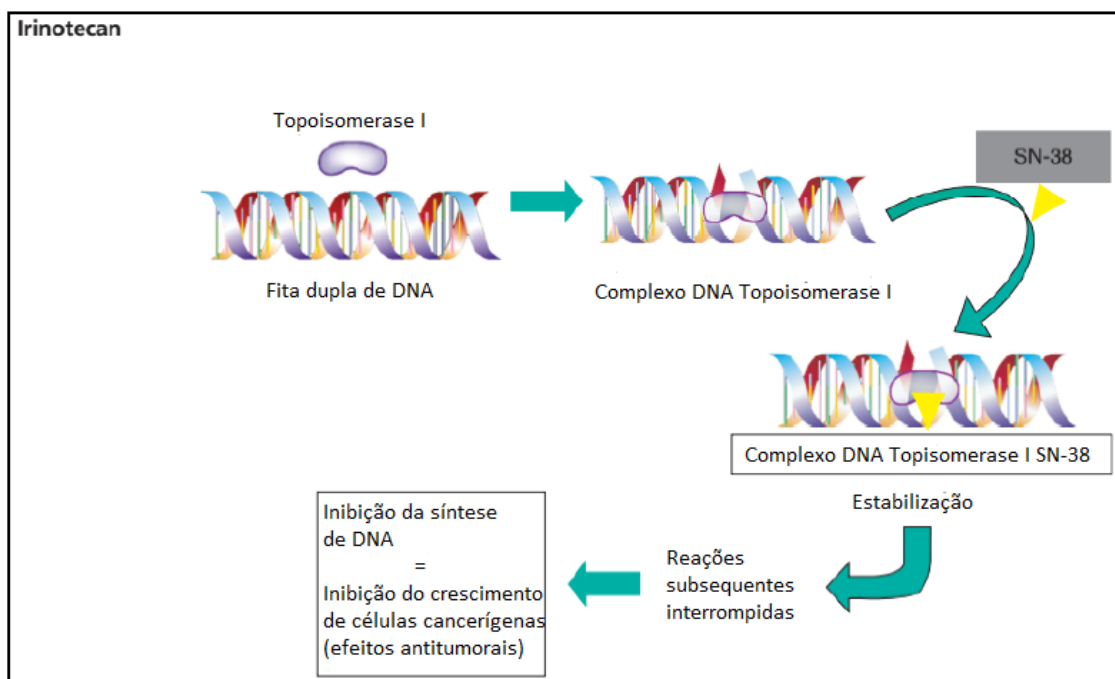 Irinotecan
Topoisomerase I
SN-38
Fita dupla de DNA
Complexo DNA Topoisomerase I
Complexo DNA Topisomerase I SN-38
Estabilização
Reações
subsequentes
interrompidas
Inibição da síntese
de DNA
=
Inibição do crescimento
de células cancerígenas
(efeitos antitumorais)